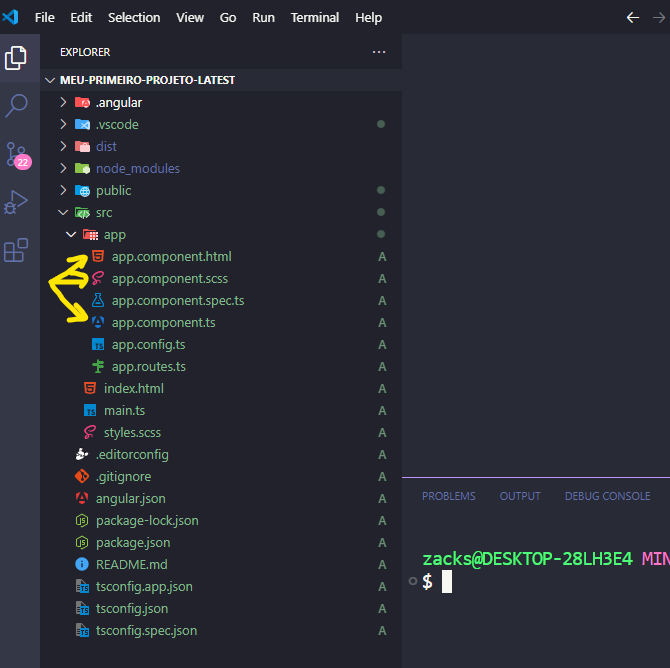 File Edit Selection View Go Run Terminal Help
EXPLORER ...
MEU-PRIMEIRO-PROJETO-LATEST
.angular
.vscode
dist
22
node_modules
public
src
app
app.component.html A
app.component.scss A
app.component.spec.ts A
app.component.ts A
TS app.config.ts A
app.routes.ts A
index.html A
TS main.ts A
styles.scss A
.editorconfig A
.gitignore A
angular.json A
PROBLEMS OUTPUT DEBUG CONSOLE
package-lock.json A
package.json A
README.md A
zacks@DESKTOP-28LH3E4 MIN
tsconfig.app.json A
$
tsconfig.json A
tsconfig.spec.json A